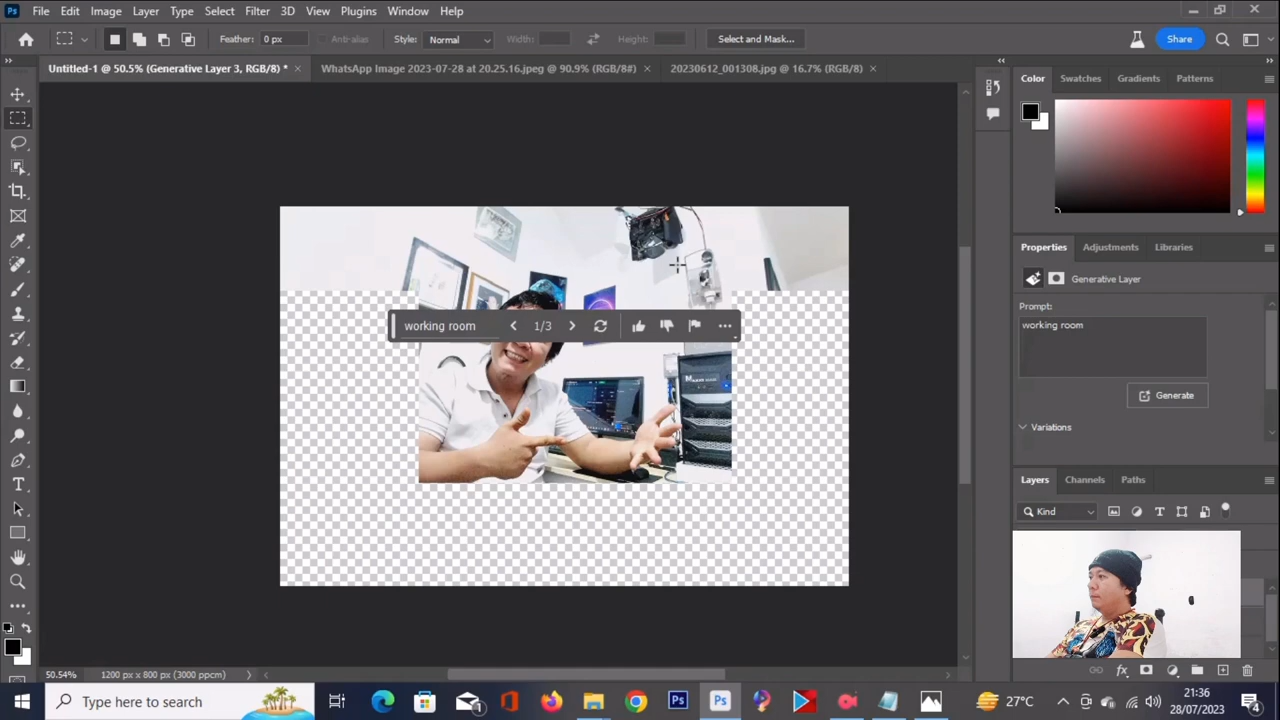 Ps File Edit Image Layer Type Select Filter 3D View Plugins Window Help
Feather: 0 px Anti-alias Style: Normal Width: Height: Select and Mask... Share
Untitled-1 @ 50.5% (Generative Layer 3, RGB/8) * × WhatsApp Image 2023-07-28 at 20.25.16.jpeg @ 90.9% (RGB/8#) × 20230612_001308.jpg @ 16.7% (RGB/8) ×
Color Swatches Gradients Patterns
Properties Adjustments Libraries
Generative Layer
Prompt:
working room
working room 1/3
Generate
Variations
Layers Channels Paths
Kind
50.54% 1200 px x 800 px (3000 ppcm)
Type here to search
Ps Ps
27°C
21:36
28/07/2023
4